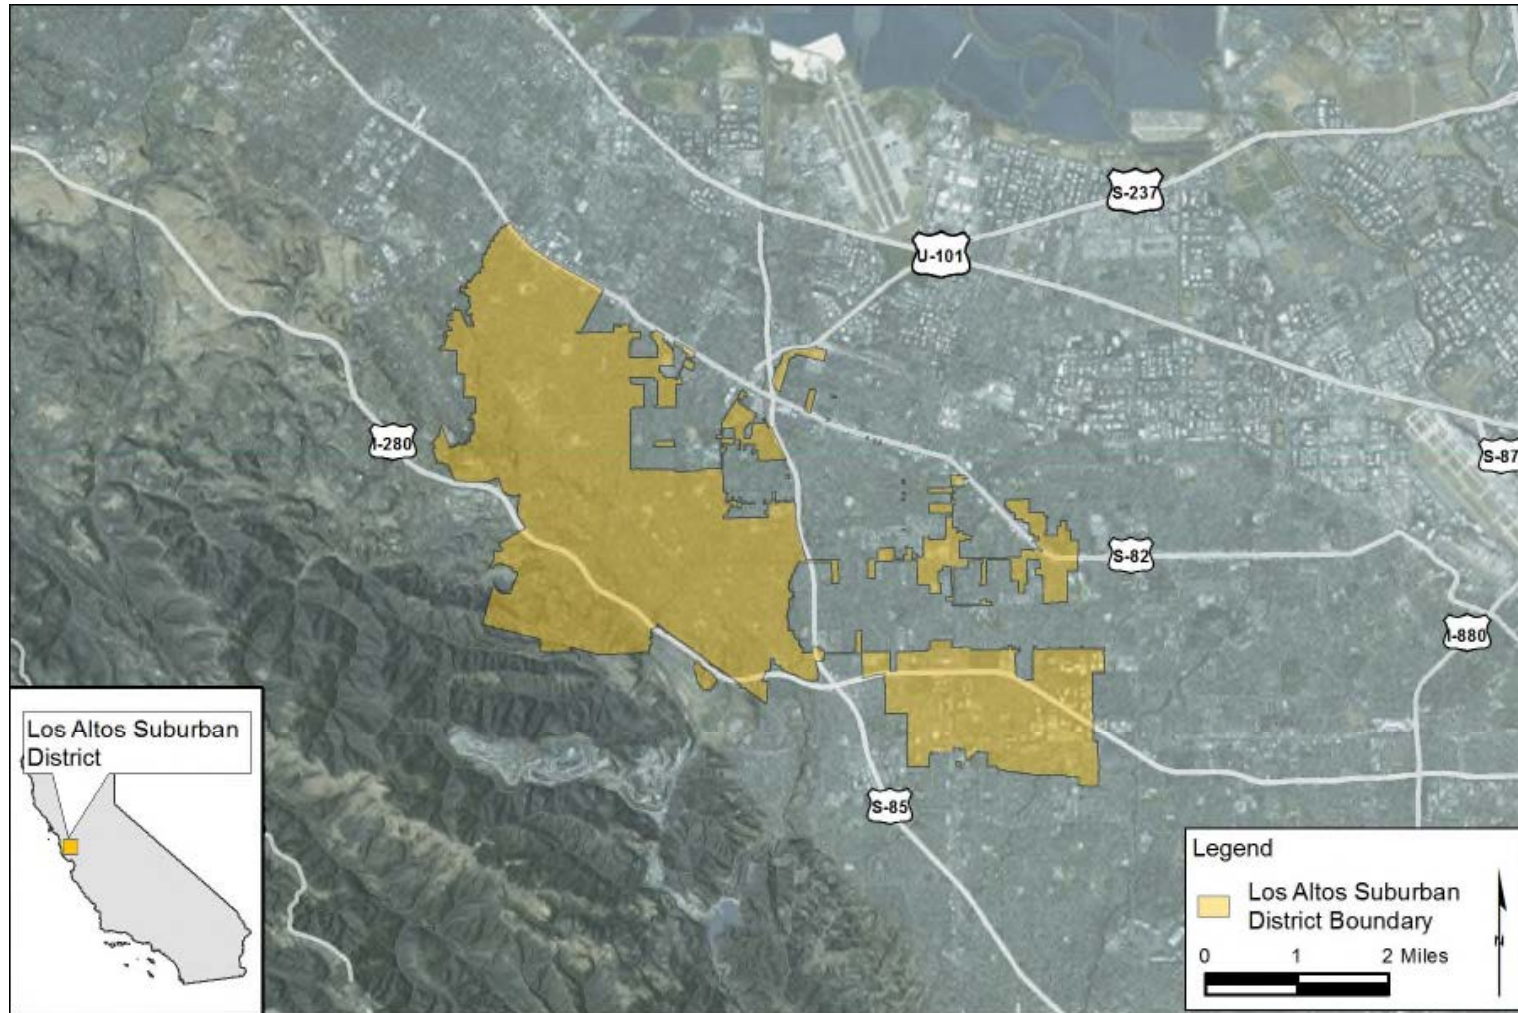 S-237
U-101
I-280
S-87
S-82
I-880
S-85
Los Altos Suburban
District
Legend
Los Altos Suburban
District Boundary
0 1 2 Miles
N